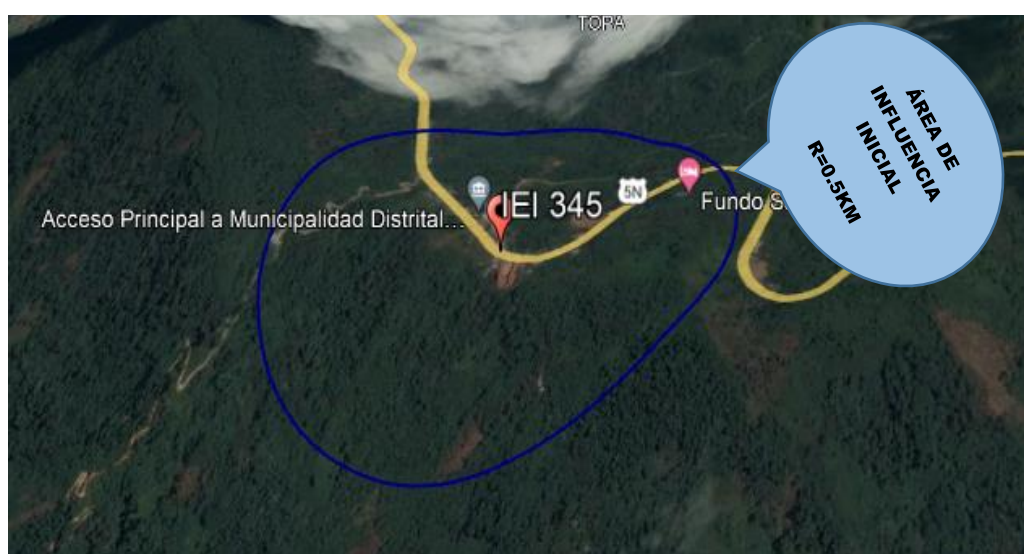 TORA
ÁREA DE
INFLUENCIA
INICIAL
R=0.5KM
IEI 345
5N
Acceso Principal a Municipalidad Distrital...
Fundo S